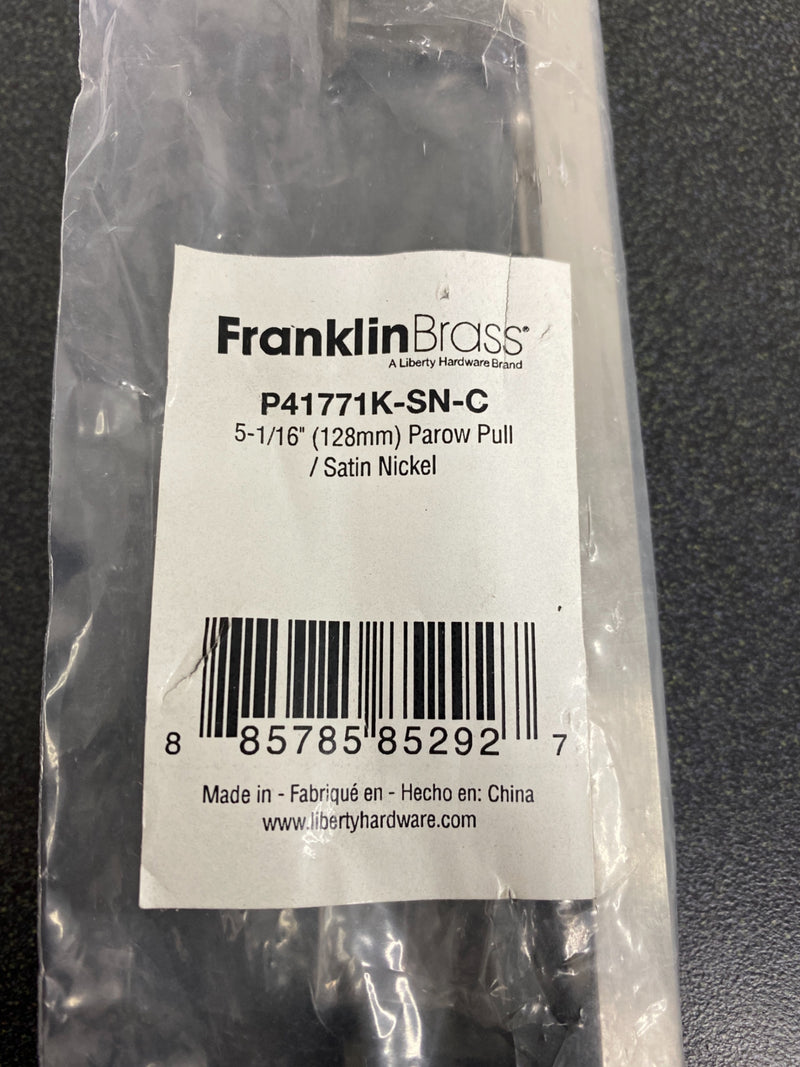 FranklinBrass®
A Liberty Hardware Brand
P41771K-SN-C
5-1/16" (128mm) Parow Pull
/ Satin Nickel
8 85785 85292 7
Made in - Fabriqué en - Hecho en: China
www.libertyhardware.com